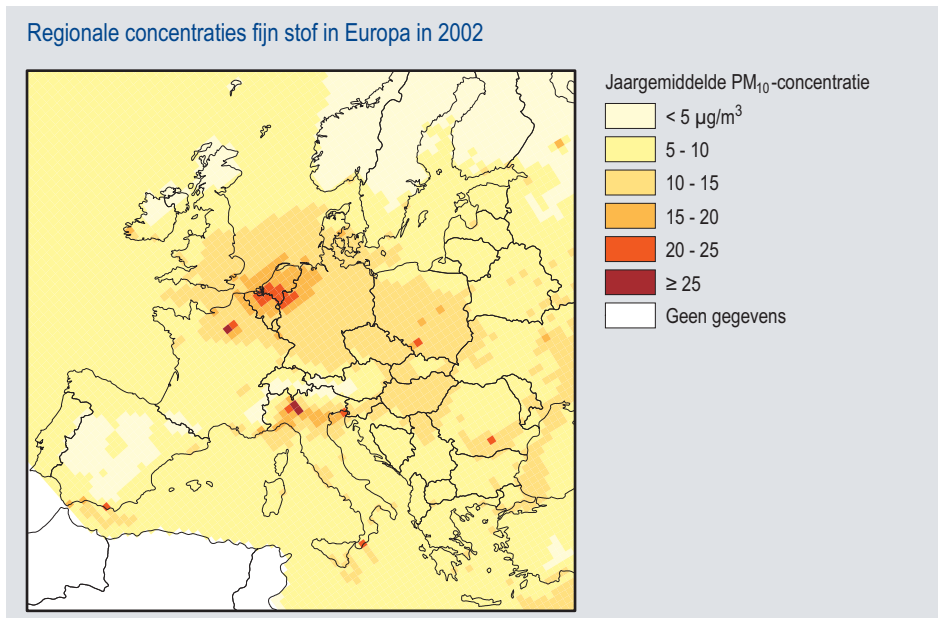 Regionale concentraties fijn stof in Europa in 2002
Jaargemiddelde PM₁₀-concentratie
< 5 µg/m³
5 - 10
10 - 15
15 - 20
20 - 25
≥ 25
Geen gegevens